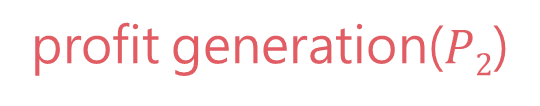 profit generation(P₂)